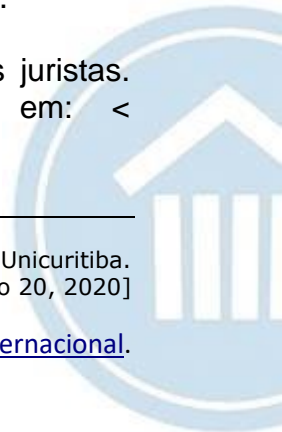 .
s juristas.
em: <
Unicuritiba.
o 20, 2020]
ernacional.